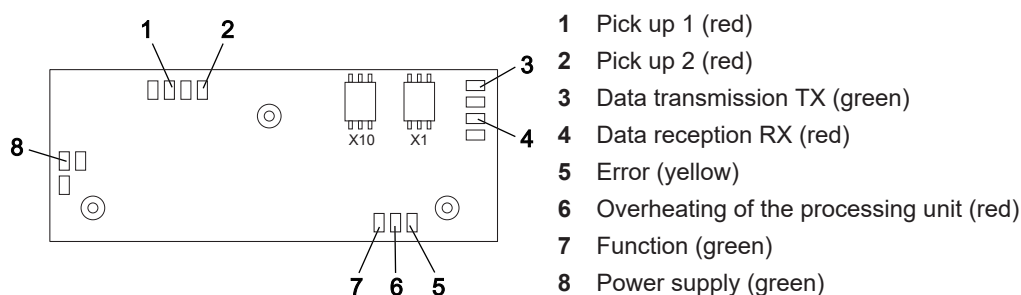 1 2
3
X10 X1 4
8
7 6 5
1 Pick up 1 (red)
2 Pick up 2 (red)
3 Data transmission TX (green)
4 Data reception RX (red)
5 Error (yellow)
6 Overheating of the processing unit (red)
7 Function (green)
8 Power supply (green)